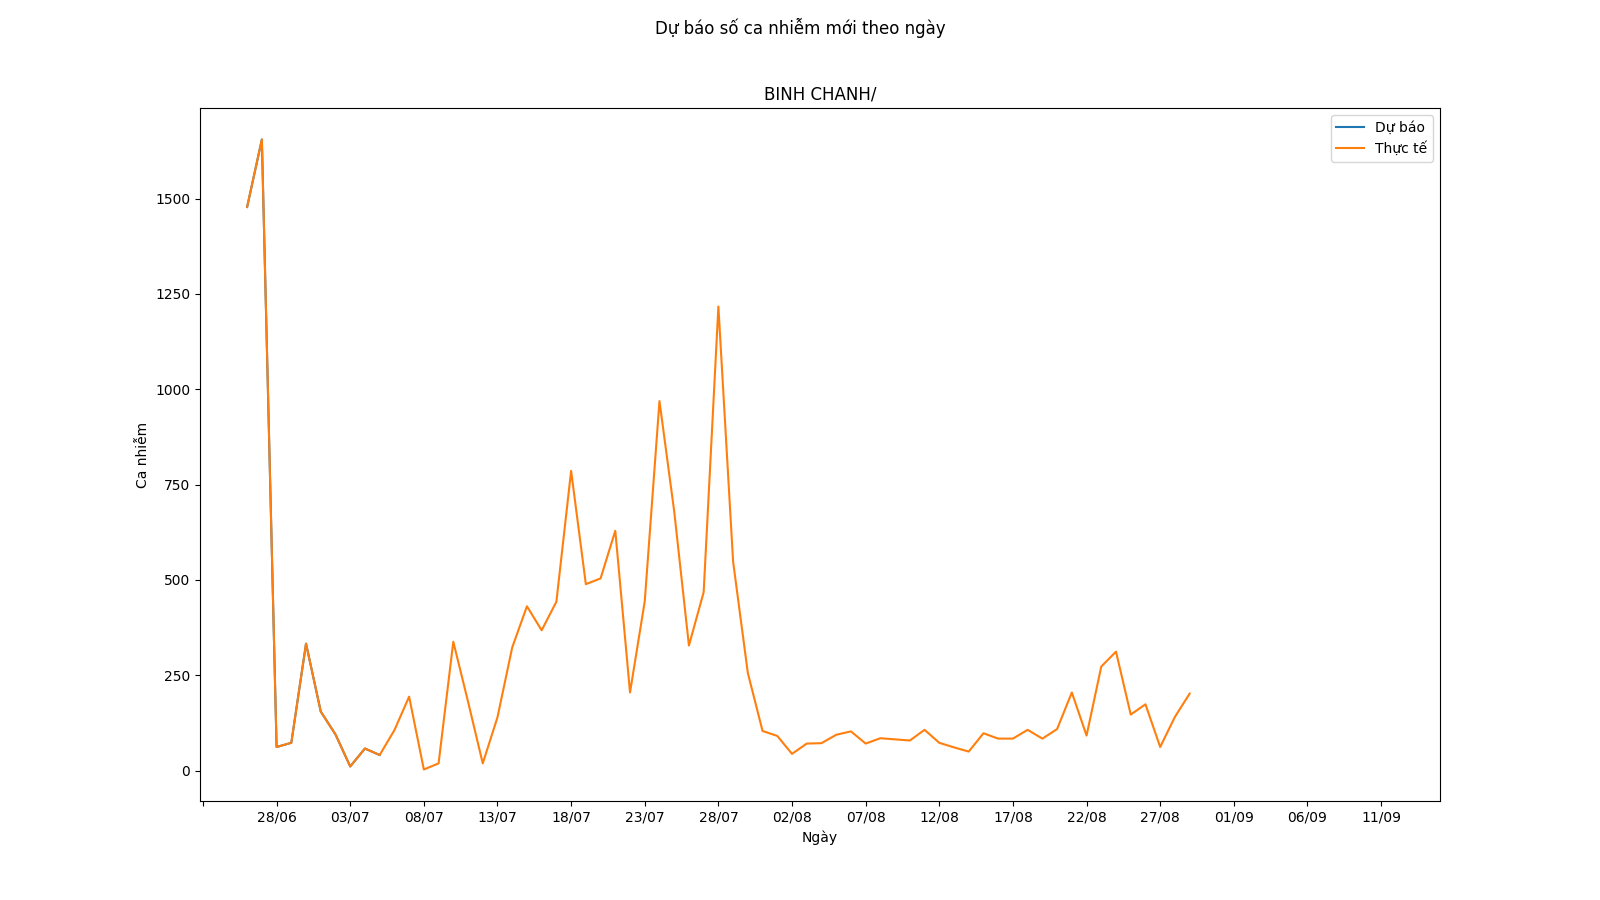 Dự báo số ca nhiễm mới theo ngày
BINH CHANH/
Dự báo
Thực tế
1500
1250
1000
750
500
250
0
Ca nhiễm
28/06 03/07 08/07 13/07 18/07 23/07 28/07 02/08 07/08 12/08 17/08 22/08 27/08 01/09 06/09 11/09
Ngày